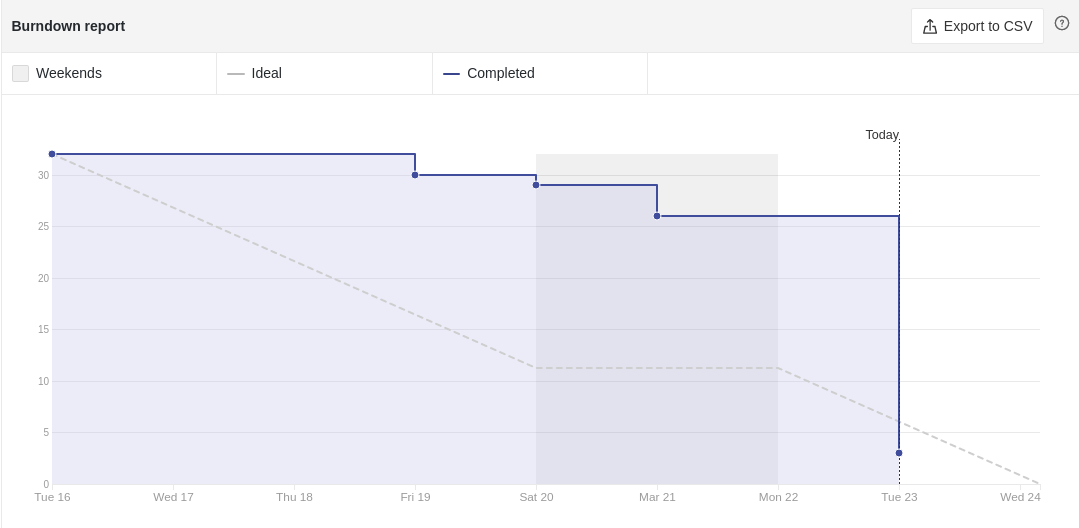 Burndown report
Export to CSV
Weekends
Ideal
Completed
Today
30
25
20
15
10
5
0
Tue 16
Wed 17
Thu 18
Fri 19
Sat 20
Mar 21
Mon 22
Tue 23
Wed 24